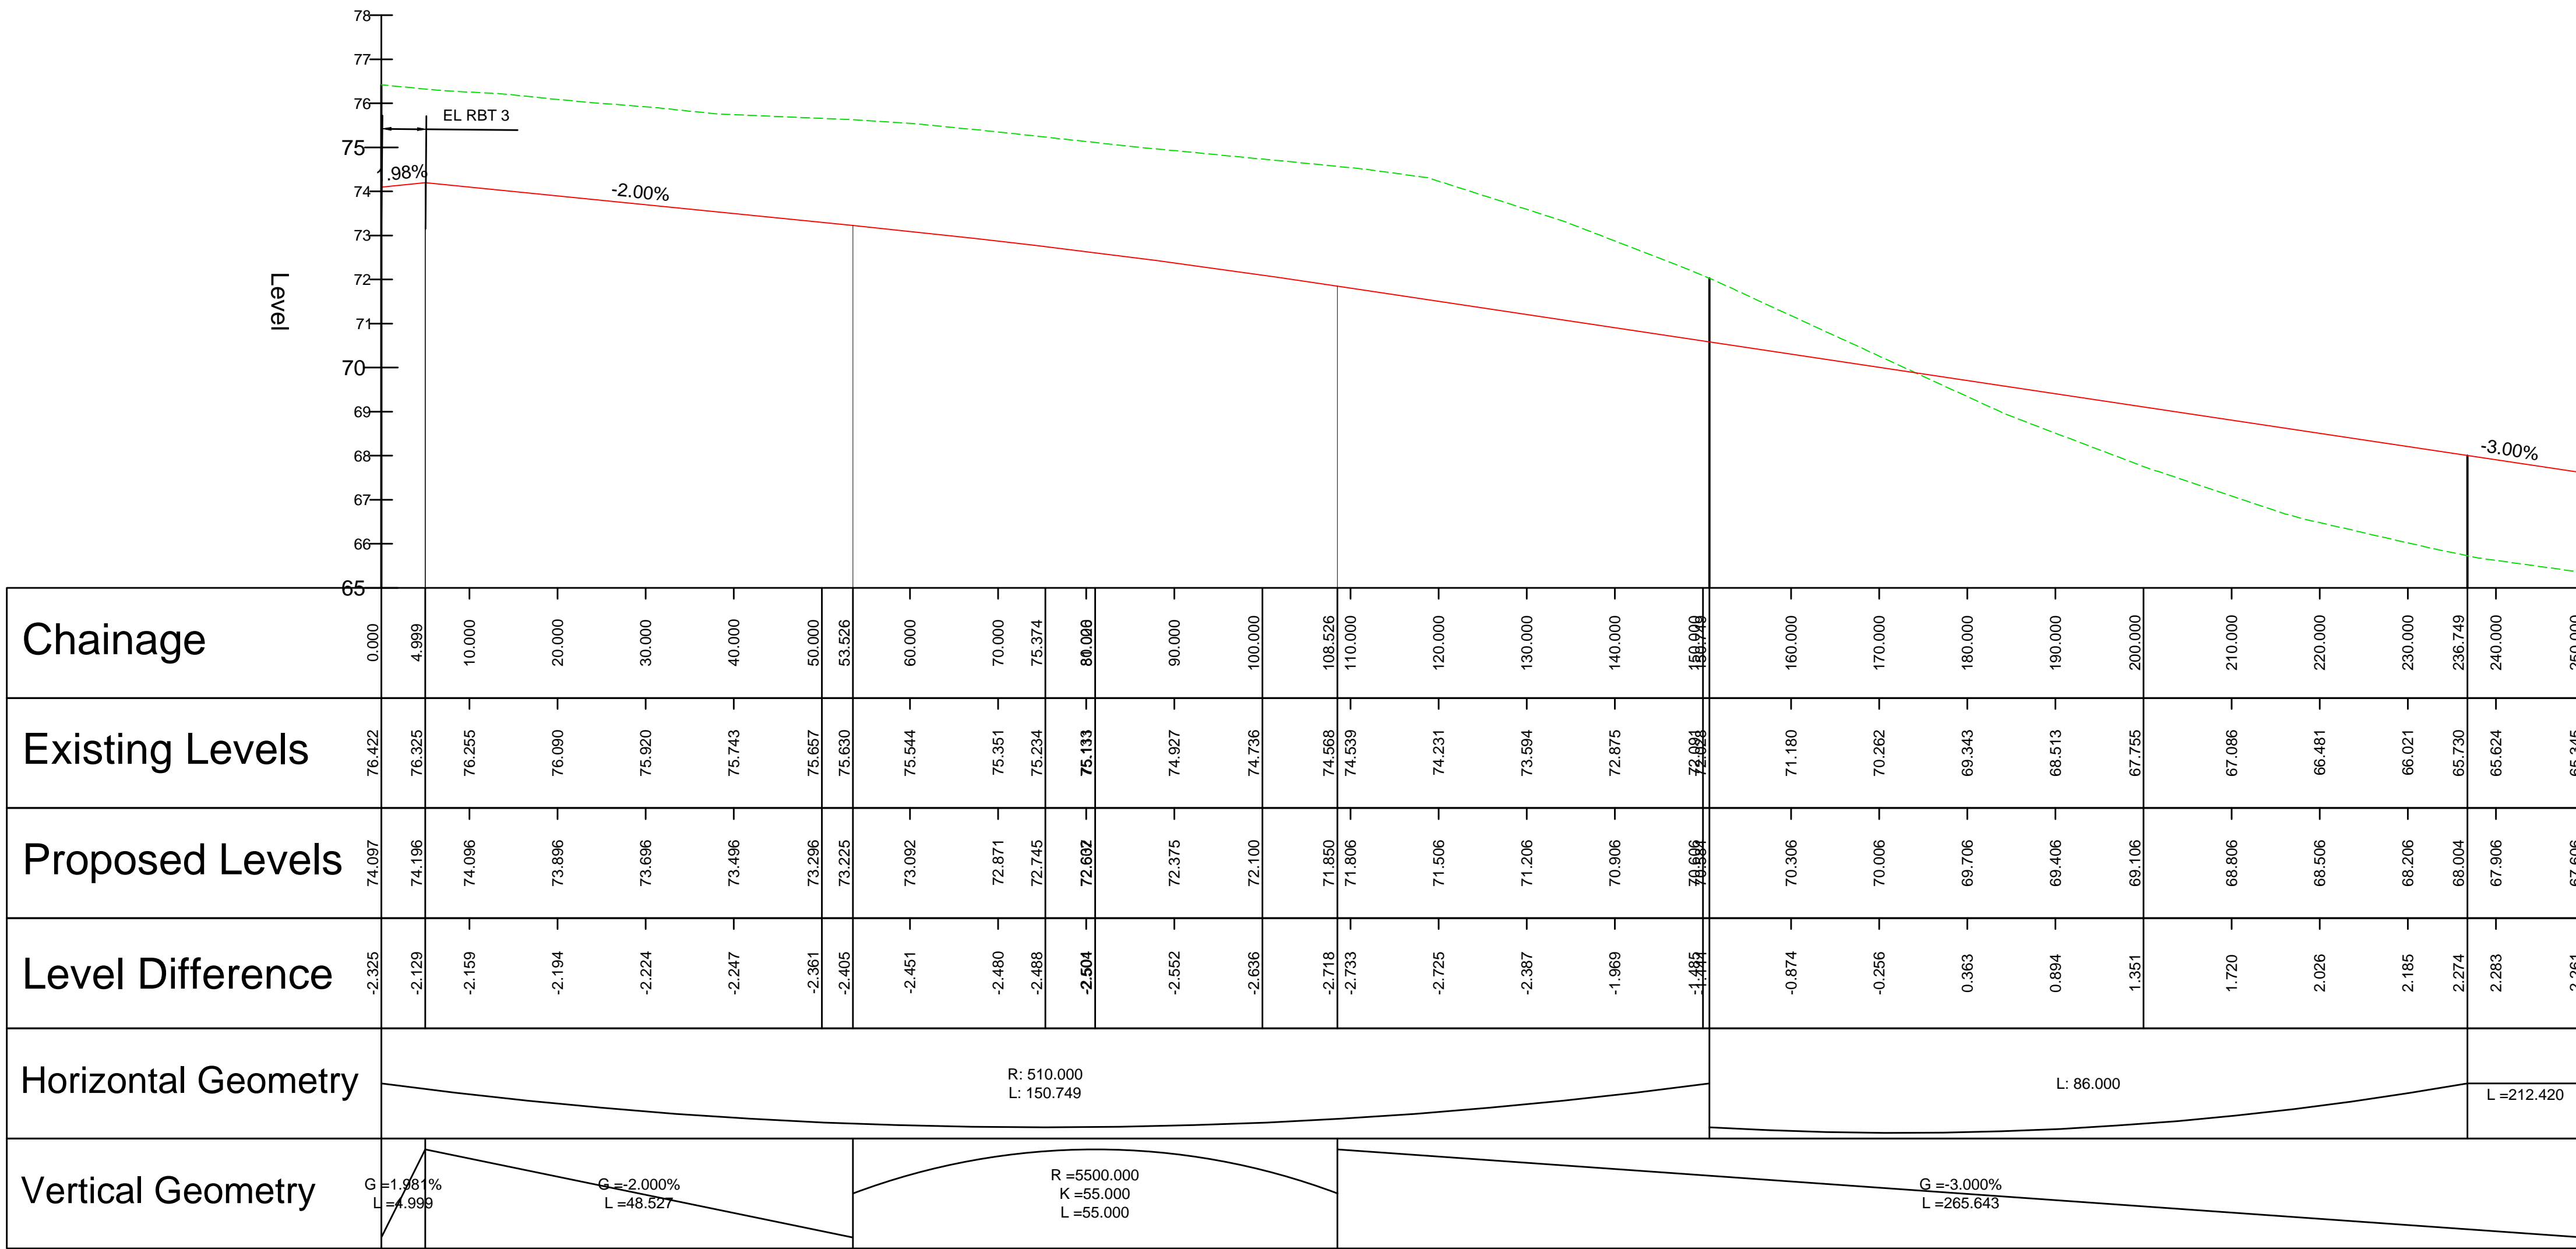 78
77
76
75
74
73
72
71
70
69
68
67
66
65
Level
EL RBT 3
.98%
-2.00%
-3.00%
Chainage 0.000 4.999 10.000 20.000 30.000 40.000 50.000 53.526 60.000 70.000 75.374 90.000 100.000 108.526 110.000 120.000 130.000 140.000 160.000 170.000 180.000 190.000 200.000 210.000 220.000 230.000 236.749 240.000 250.000
Existing Levels 76.422 76.325 76.255 76.090 75.920 75.743 75.657 75.630 75.544 75.351 75.234 74.927 74.736 74.568 74.539 74.231 73.594 72.875 71.180 70.262 69.343 68.513 67.755 67.086 66.481 66.021 65.730 65.624 65.345
Proposed Levels 74.097 74.196 74.096 73.896 73.696 73.496 73.296 73.225 73.092 72.871 72.745 72.375 72.100 71.850 71.806 71.506 71.206 70.906 70.306 70.006 69.706 69.406 69.106 68.806 68.506 68.206 68.004 67.906 67.606
Level Difference -2.325 -2.129 -2.159 -2.194 -2.224 -2.247 -2.361 -2.405 -2.451 -2.480 -2.488 -2.552 -2.636 -2.718 -2.733 -2.725 -2.387 -1.969 -0.874 -0.256 0.363 0.894 1.351 1.720 2.026 2.185 2.274 2.283 2.261
Horizontal Geometry
R: 510.000
L: 150.749
L: 86.000
L =212.420
Vertical Geometry
G =1.981%
L =4.999
G =-2.000%
L =48.527
R =5500.000
K =55.000
L =55.000
G =-3.000%
L =265.643